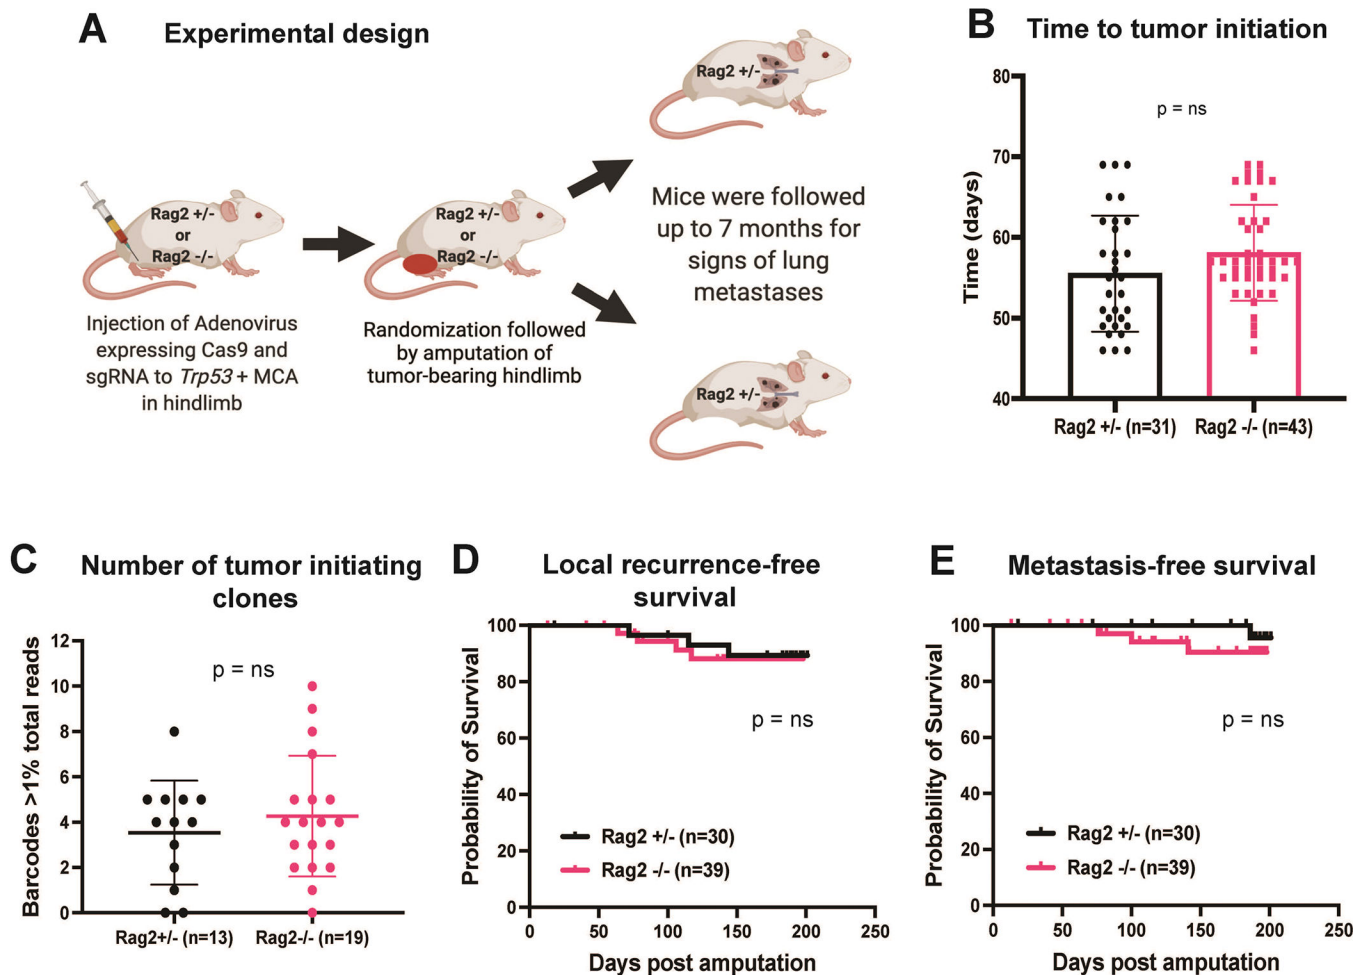 A
Experimental design
Rag2 +/-
or
Rag2 -/-
Injection of Adenovirus
expressing Cas9 and
sgRNA to Trp53 + MCA
in hindlimb
Rag2 +/-
or
Rag2 -/-
Randomization followed
by amputation of
tumor-bearing hindlimb
Rag2 +/-
Mice were followed
up to 7 months for
signs of lung
metastases
Rag2 +/-
B
Time to tumor initiation
p = ns
Time (days)
80
70
60
50
40
Rag2 +/- (n=31)
Rag2 -/- (n=43)
C
Number of tumor initiating
clones
p = ns
Barcodes >1% total reads
12
10
8
6
4
2
0
Rag2+/- (n=13)
Rag2-/- (n=19)
D
Local recurrence-free
survival
Probability of Survival
100
80
60
40
20
0
p = ns
Rag2 +/- (n=30)
Rag2 -/- (n=39)
0
50
100
150
200
250
Days post amputation
E
Metastasis-free survival
Probability of Survival
100
80
60
40
20
0
p = ns
Rag2 +/- (n=30)
Rag2 -/- (n=39)
0
50
100
150
200
250
Days post amputation